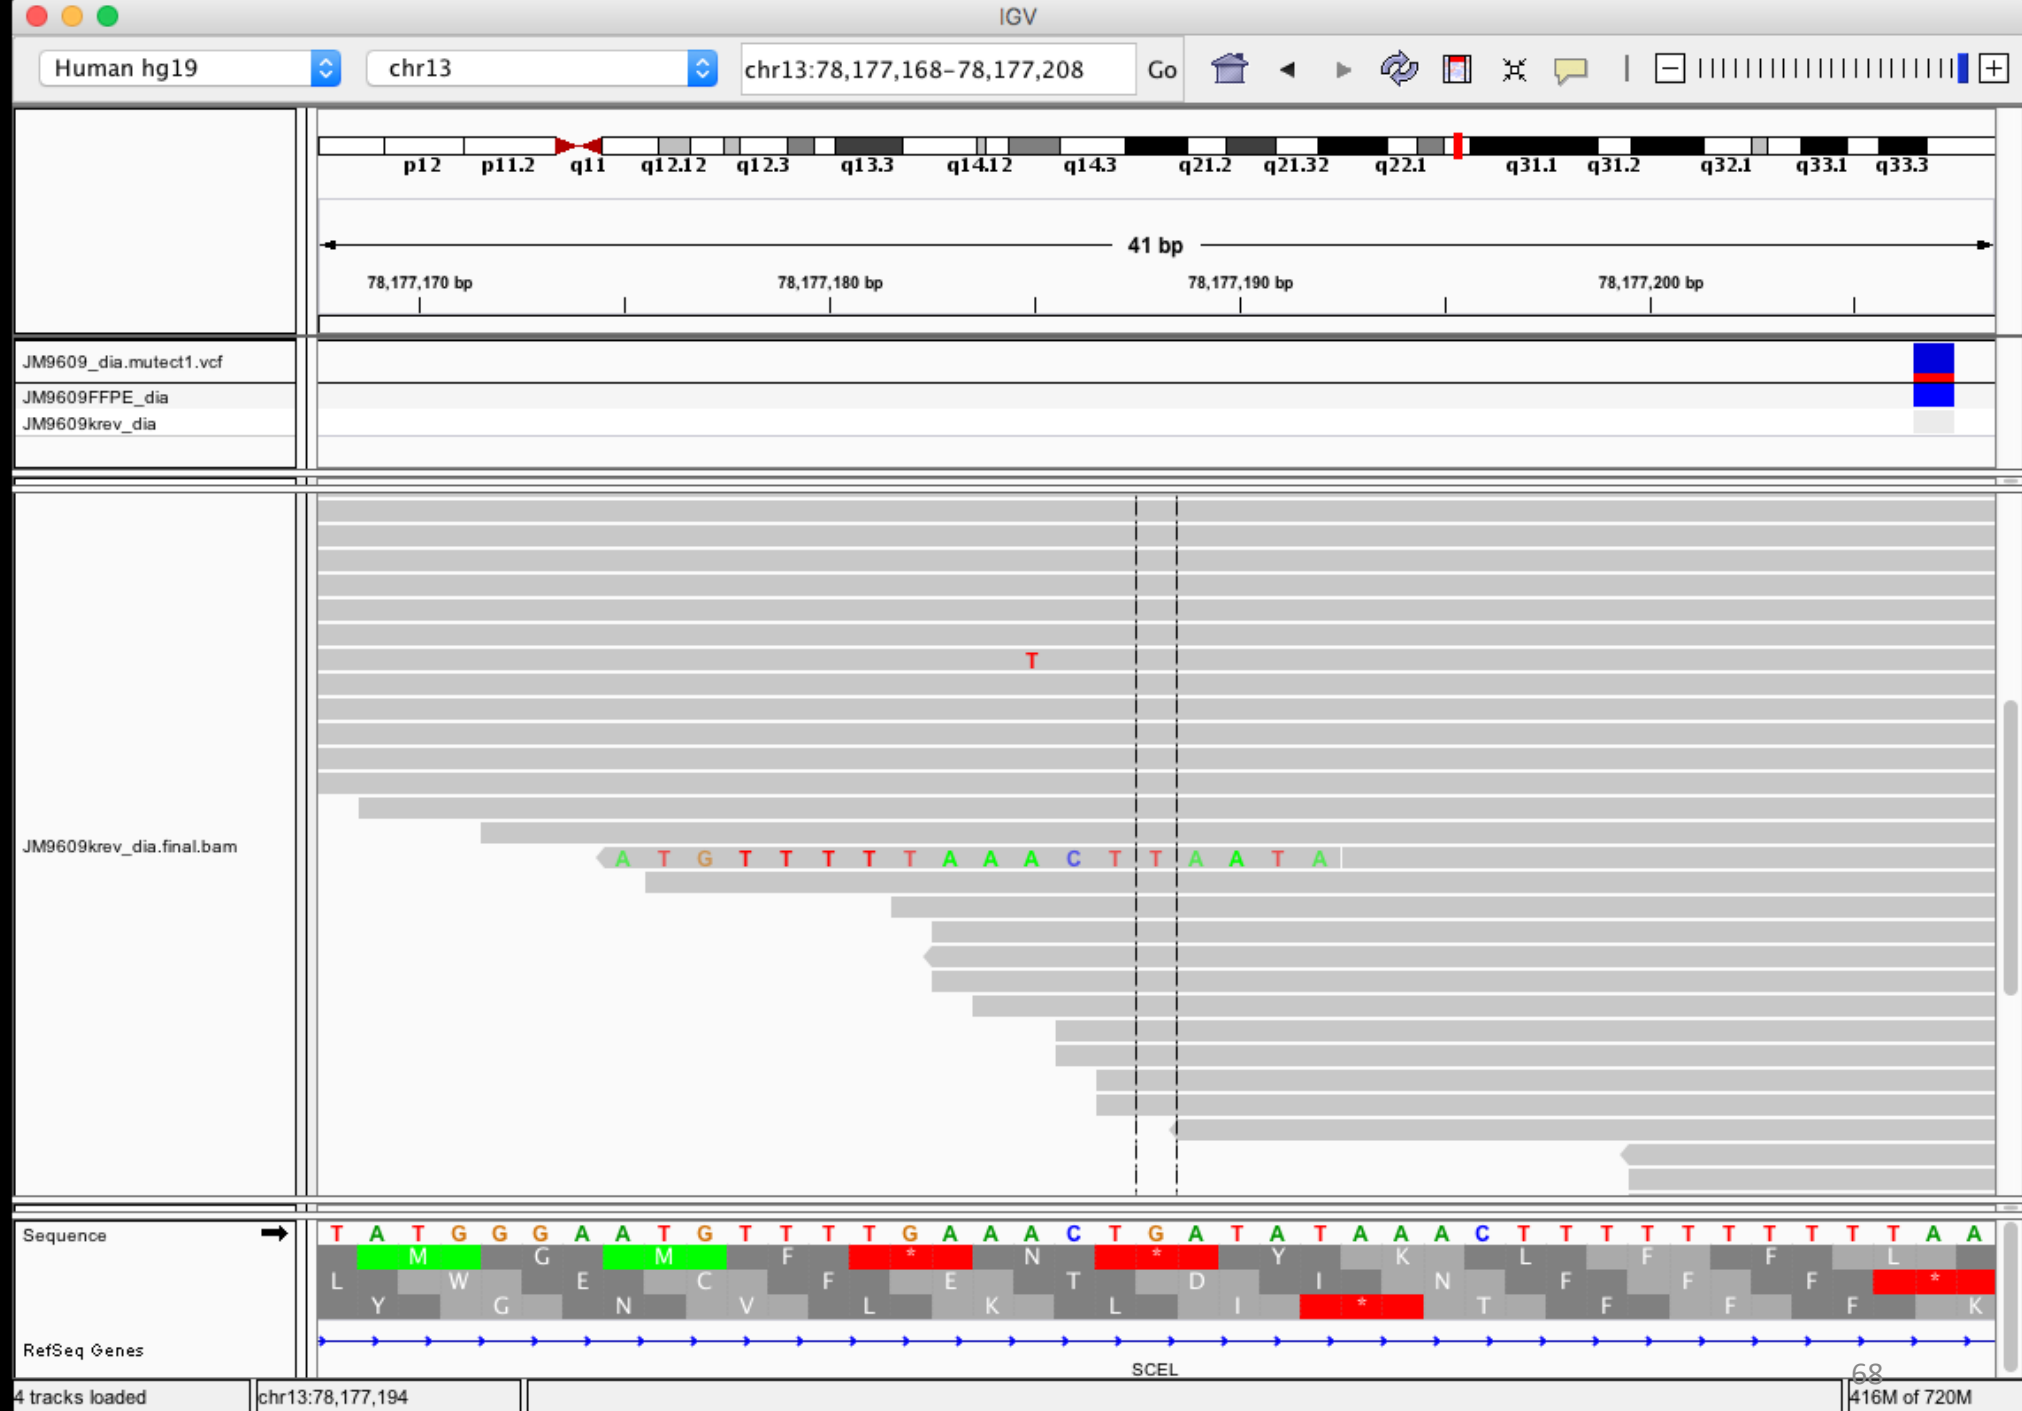 IGV
Human hg19 chr13 chr13:78,177,168-78,177,208 Go
p12 p11.2 q11 q12.12 q12.3 q13.3 q14.12 q14.3 q21.2 q21.32 q22.1 q31.1 q31.2 q32.1 q33.1 q33.3
41 bp
78,177,170 bp 78,177,180 bp 78,177,190 bp 78,177,200 bp
JM9609_dia.mutect1.vcf
JM9609FFPE_dia
JM9609krev_dia
T
JM9609krev_dia.final.bam
A T G T T T T T A A A C T T A A T A
Sequence T A T G G G A A T G T T T T G A A A C T G A T A T A A A C T T T T T T T T T T A A
M G M F * N * Y K L F F L
L W E C F E T D I N F F F *
Y G N V L K L I * T F F F K
RefSeq Genes
SCEL
68
4 tracks loaded chr13:78,177,194 416M of 720M